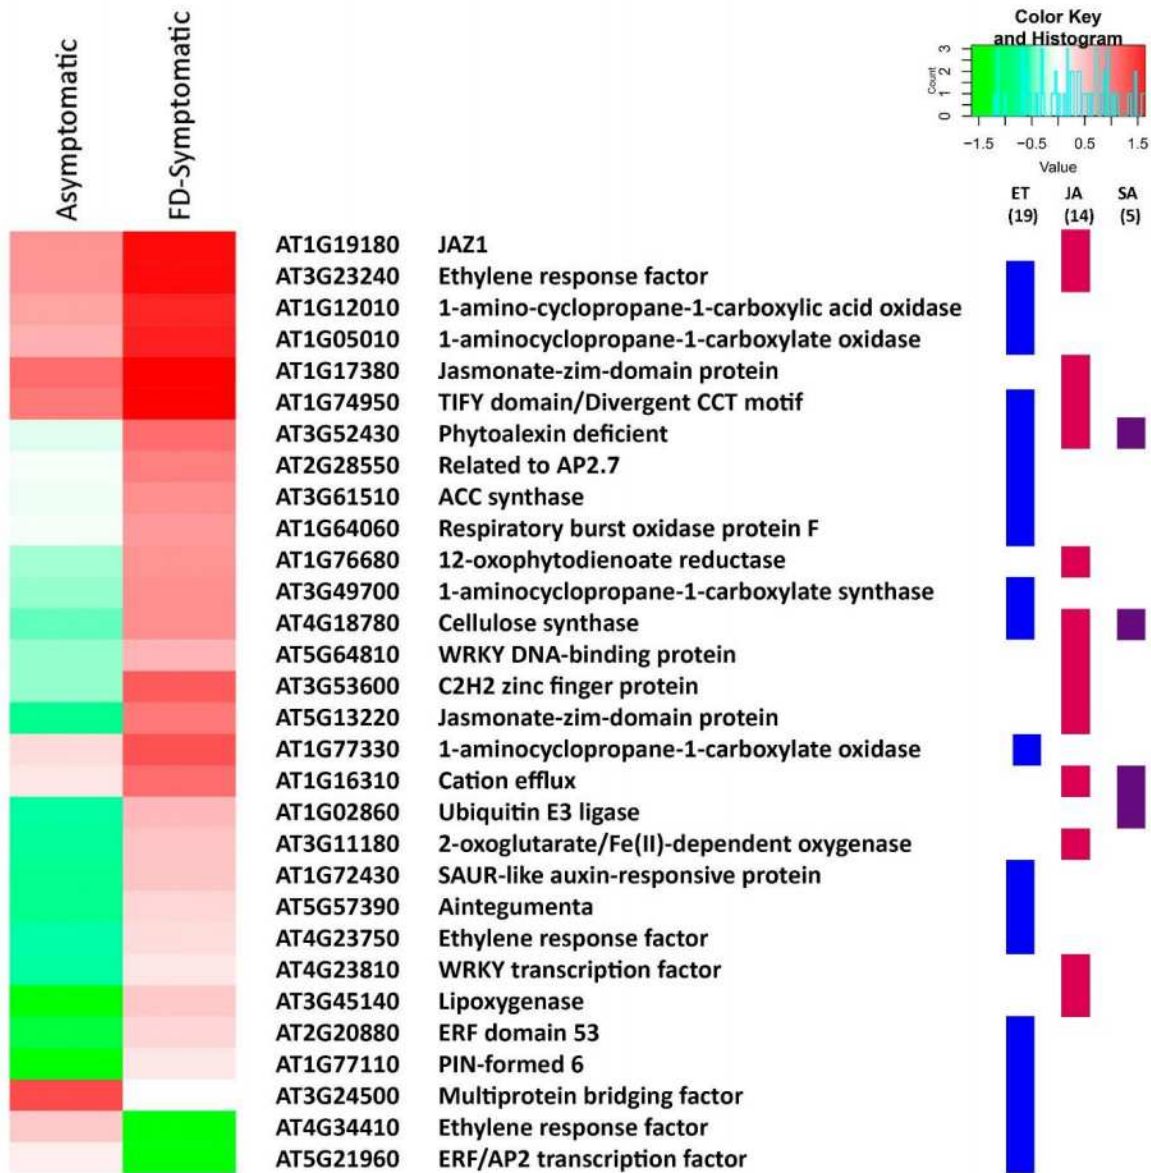 Asymptomatic
FD-Symptomatic
Color Key
and Histogram
Count
0 1 2 3
−1.5 −0.5 0.5 1.5
Value
ET JA SA
(19) (14) (5)
AT1G19180 JAZ1
AT3G23240 Ethylene response factor
AT1G12010 1-amino-cyclopropane-1-carboxylic acid oxidase
AT1G05010 1-aminocyclopropane-1-carboxylate oxidase
AT1G17380 Jasmonate-zim-domain protein
AT1G74950 TIFY domain/Divergent CCT motif
AT3G52430 Phytoalexin deficient
AT2G28550 Related to AP2.7
AT3G61510 ACC synthase
AT1G64060 Respiratory burst oxidase protein F
AT1G76680 12-oxophytodienoate reductase
AT3G49700 1-aminocyclopropane-1-carboxylate synthase
AT4G18780 Cellulose synthase
AT5G64810 WRKY DNA-binding protein
AT3G53600 C2H2 zinc finger protein
AT5G13220 Jasmonate-zim-domain protein
AT1G77330 1-aminocyclopropane-1-carboxylate oxidase
AT1G16310 Cation efflux
AT1G02860 Ubiquitin E3 ligase
AT3G11180 2-oxoglutarate/Fe(II)-dependent oxygenase
AT1G72430 SAUR-like auxin-responsive protein
AT5G57390 Aintegumenta
AT4G23750 Ethylene response factor
AT4G23810 WRKY transcription factor
AT3G45140 Lipoxygenase
AT2G20880 ERF domain 53
AT1G77110 PIN-formed 6
AT3G24500 Multiprotein bridging factor
AT4G34410 Ethylene response factor
AT5G21960 ERF/AP2 transcription factor